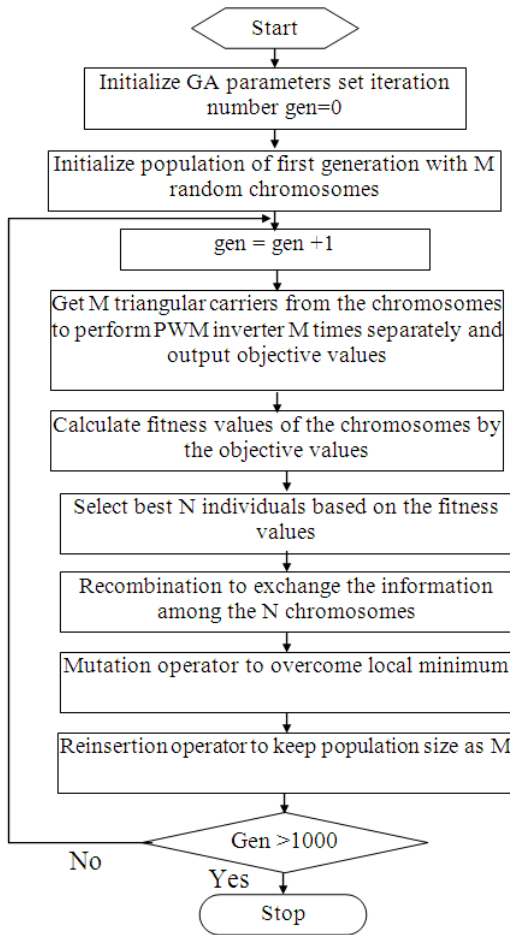 Start
Initialize GA parameters set iteration
number gen=0
Initialize population of first generation with M
random chromosomes
gen = gen +1
Get M triangular carriers from the chromosomes
to perform PWM inverter M times separately and
output objective values
Calculate fitness values of the chromosomes by
the objective values
Select best N individuals based on the fitness
values
Recombination to exchange the information
among the N chromosomes
Mutation operator to overcome local minimum
Reinsertion operator to keep population size as M
Gen >1000
No
Yes
Stop